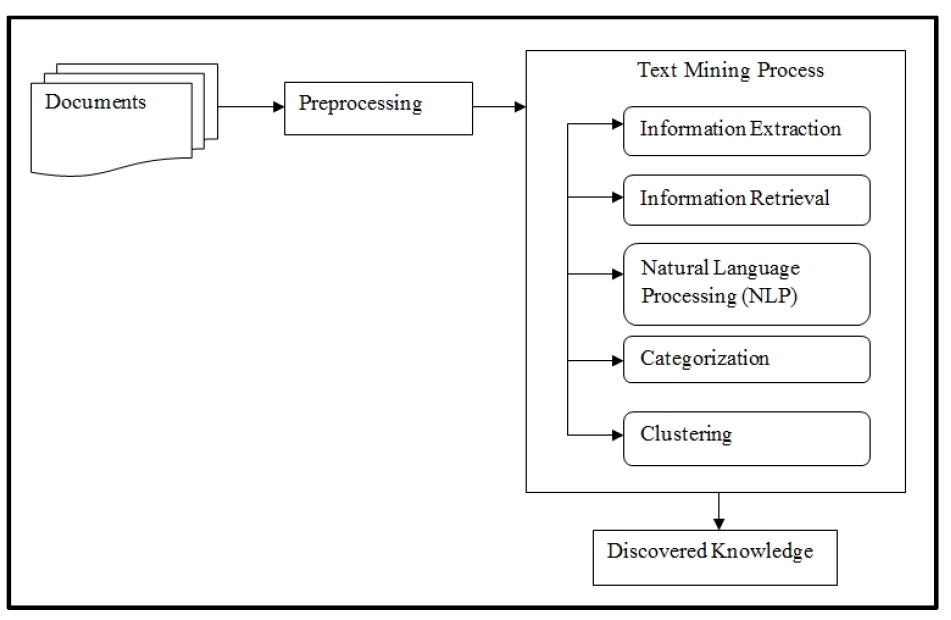 Documents
Preprocessing
Text Mining Process
Information Extraction
Information Retrieval
Natural Language
Processing (NLP)
Categorization
Clustering
Discovered Knowledge